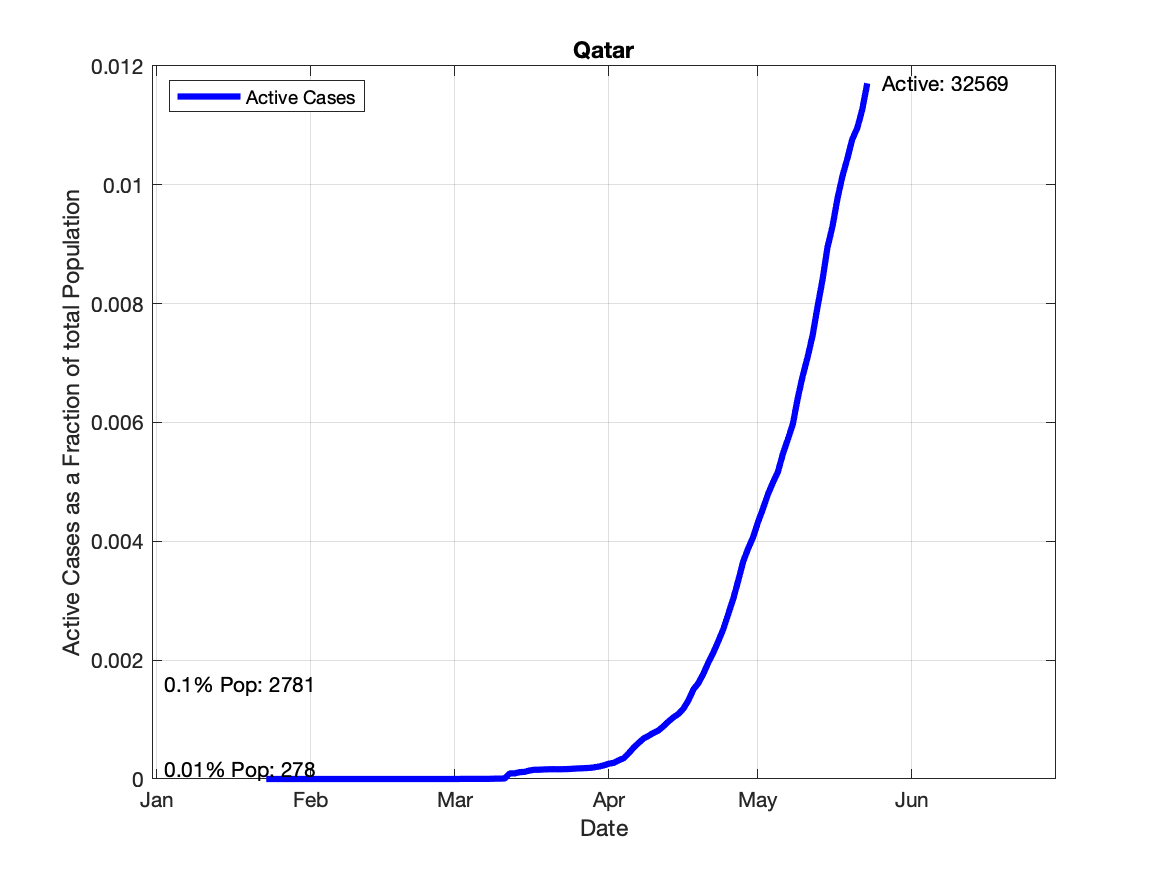 Qatar
Active Cases
Active: 32569
0.012
0.01
0.008
0.006
0.004
0.002
0
Active Cases as a Fraction of total Population
0.1% Pop: 2781
0.01% Pop: 278
Jan Feb Mar Apr May Jun
Date